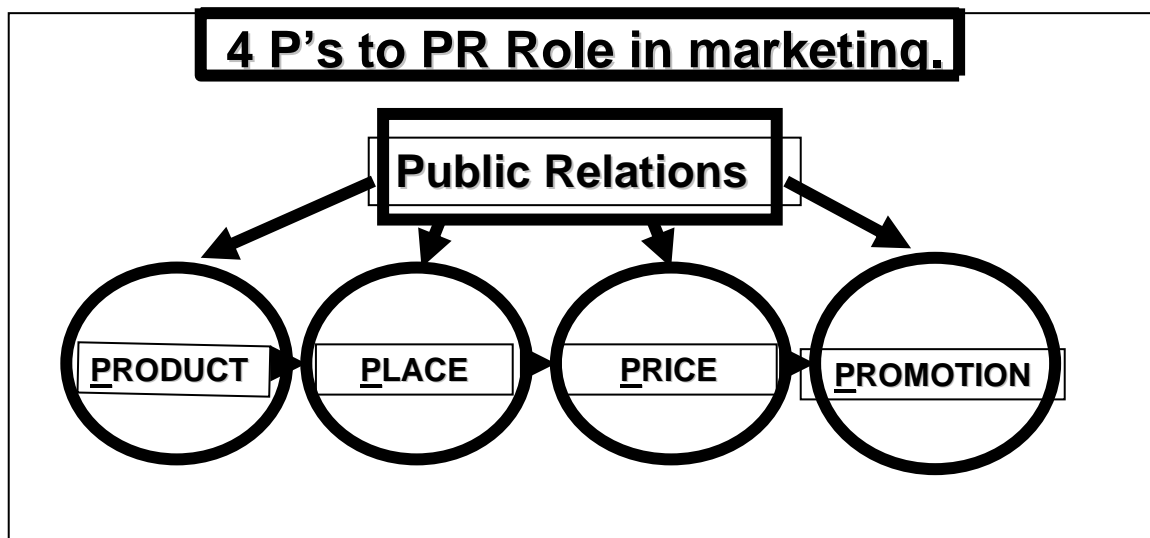 4 P’s to PR Role in marketing.
Public Relations
PRODUCT
PLACE
PRICE
PROMOTION